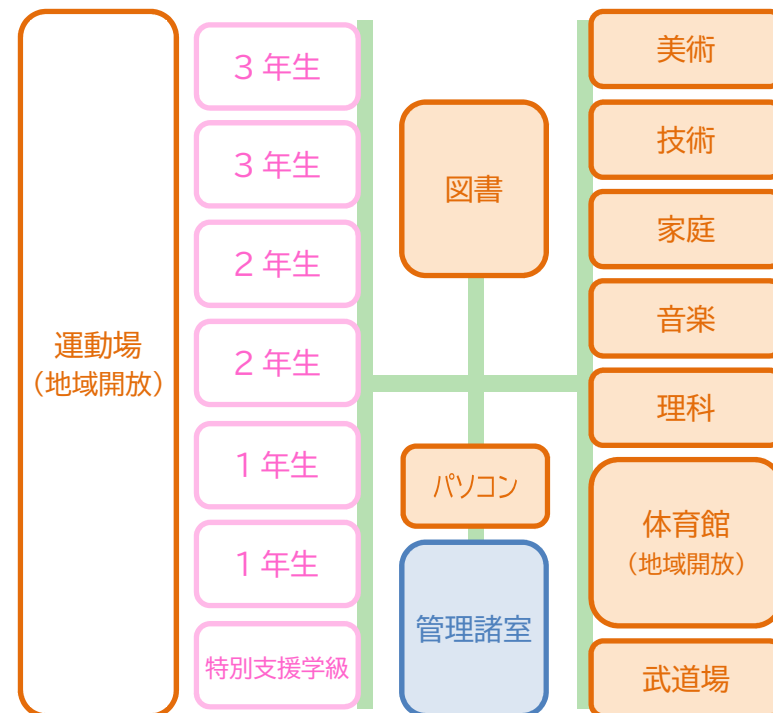 運動場
（地域開放）
3 年生
3 年生
2 年生
2 年生
1 年生
1 年生
特別支援学級
図書
パソコン
管理諸室
美術
技術
家庭
音楽
理科
体育館
（地域開放）
武道場